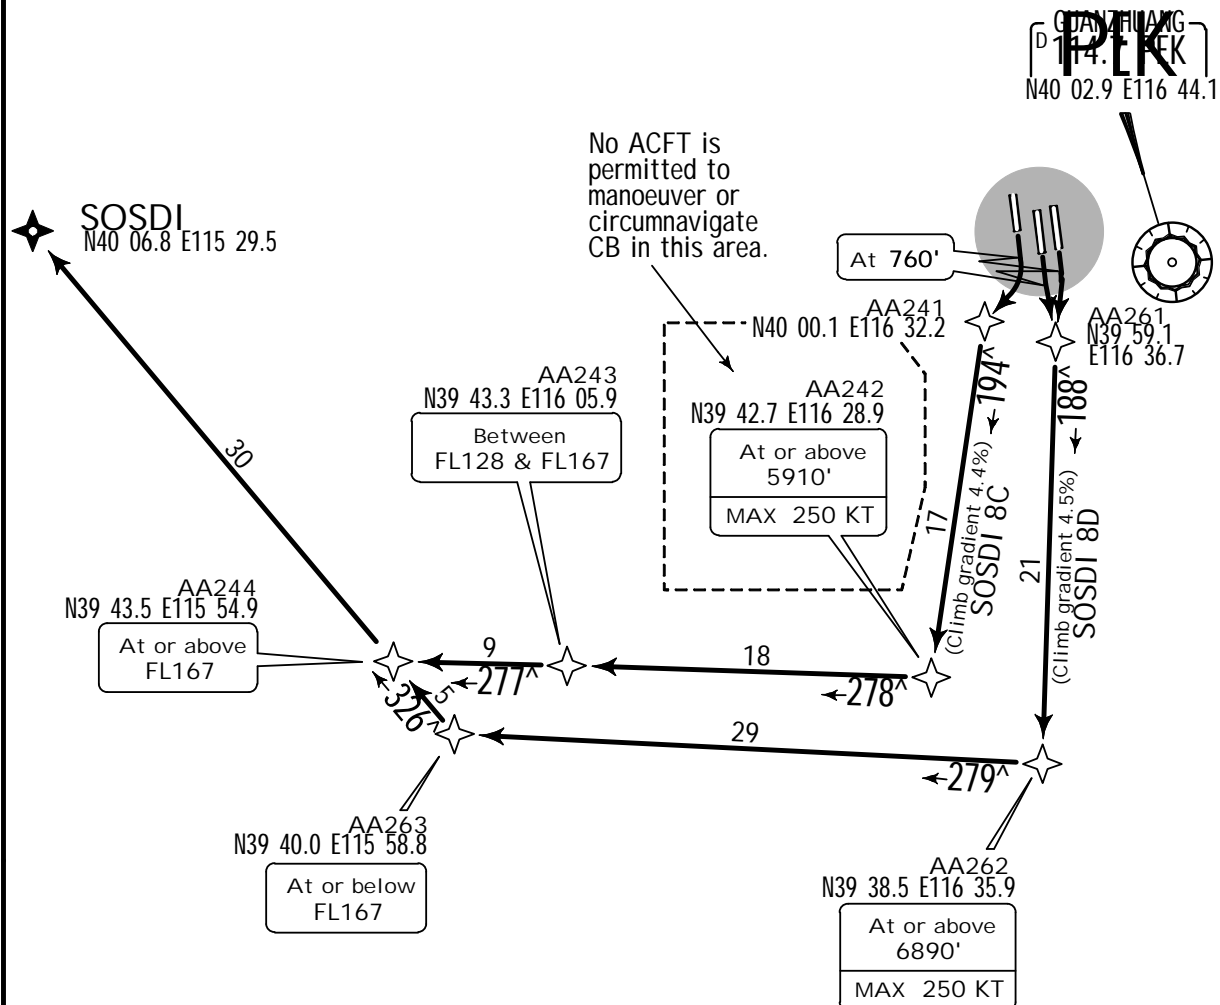 GUANZHUANG
D 114.7 PEK
PEK
N40 02.9 E116 44.1
No ACFT is
permitted to
manoeuver or
circumnavigate
CB in this area.
SOSDI
N40 06.8 E115 29.5
At 760'
AA241
N40 00.1 E116 32.2
AA261
N39 59.1
E116 36.7
AA243
N39 43.3 E116 05.9
Between
FL128 & FL167
AA242
N39 42.7 E116 28.9
At or above
5910'
MAX 250 KT
194^
188^
30
17
(Climb gradient 4.4%)
SOSDI 8C
21
(Climb gradient 4.5%)
SOSDI 8D
AA244
N39 43.5 E115 54.9
At or above
FL167
9
277^
18
278^
5
326^
29
279^
AA263
N39 40.0 E115 58.8
At or below
FL167
AA262
N39 38.5 E116 35.9
At or above
6890'
MAX 250 KT